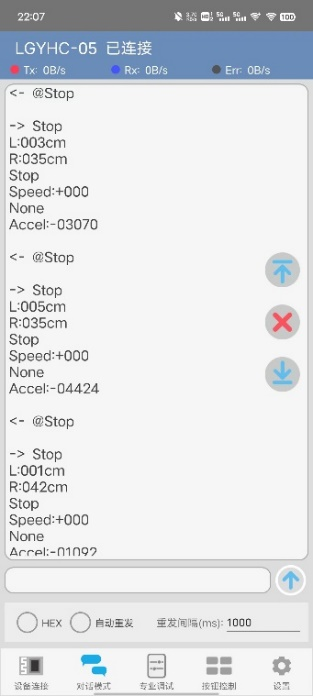 22:07
LGYHC-05 已连接
Tx: 0B/s Rx: 0B/s Err: 0B/s
<- @Stop
-> Stop
L:003cm
R:035cm
Stop
Speed:+000
None
Accel:-03070
<- @Stop
-> Stop
L:005cm
R:035cm
Stop
Speed:+000
None
Accel:-04424
<- @Stop
-> Stop
L:001cm
R:042cm
Stop
Speed:+000
None
Accel:-01092
HEX 自动重发 重发间隔(ms): 1000
设备连接 对话模式 专业调试 按钮控制 设置